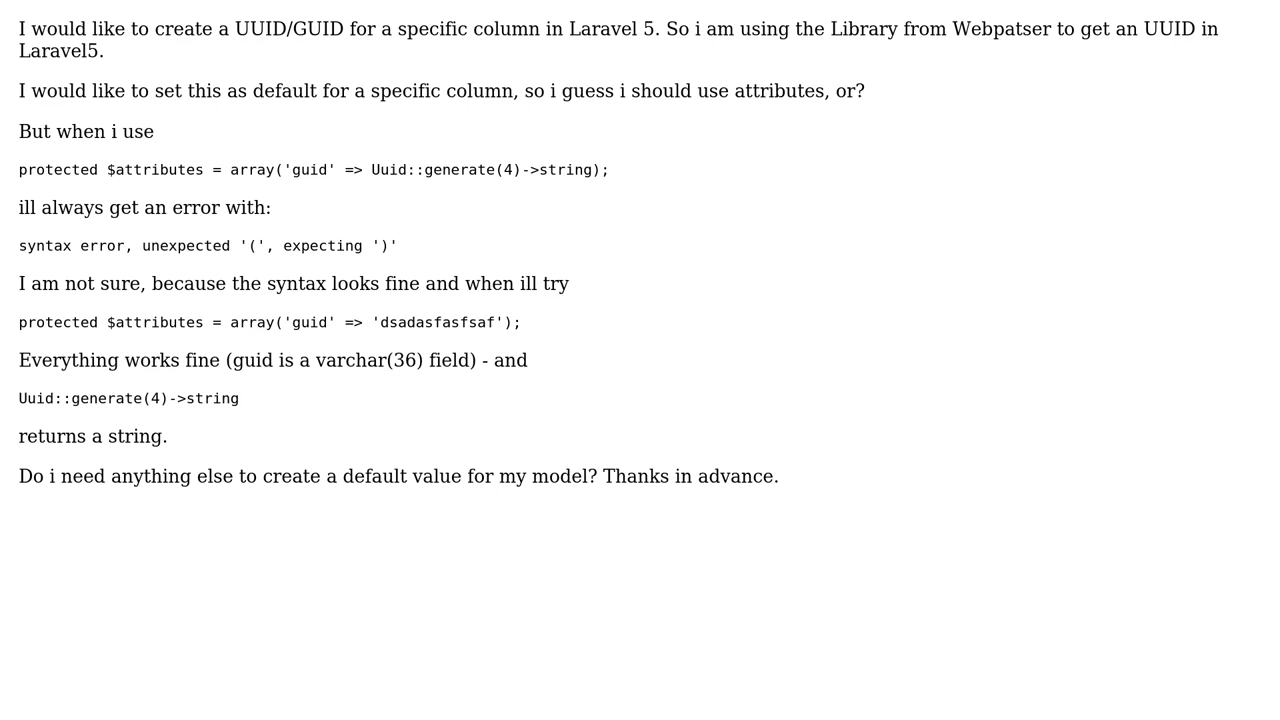 I would like to create a UUID/GUID for a specific column in Laravel 5. So i am using the Library from Webpatser to get an UUID in
Laravel5.
I would like to set this as default for a specific column, so i guess i should use attributes, or?
But when i use
protected $attributes = array('guid' => Uuid::generate(4)->string);
ill always get an error with:
syntax error, unexpected '(', expecting ')'
I am not sure, because the syntax looks fine and when ill try
protected $attributes = array('guid' => 'dsadasfasfsaf');
Everything works fine (guid is a varchar(36) field) - and
Uuid::generate(4)->string
returns a string.
Do i need anything else to create a default value for my model? Thanks in advance.